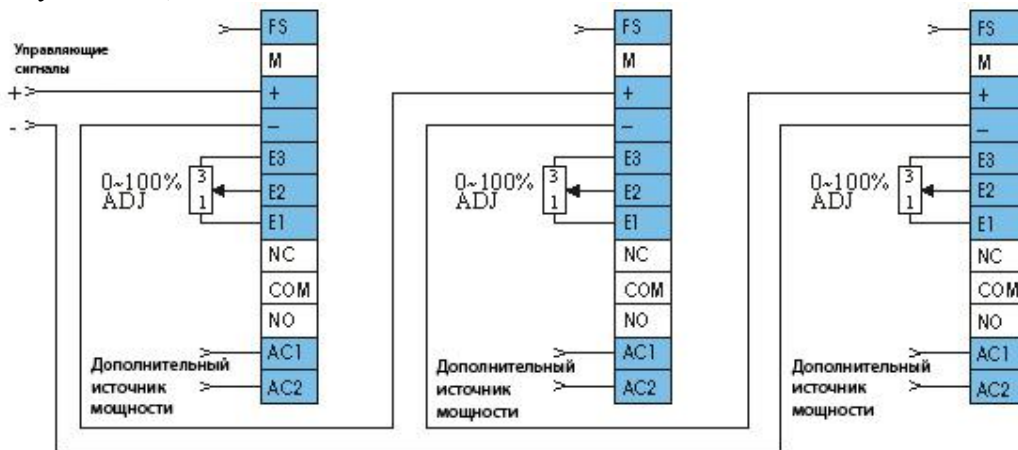 FS
Управляющие
сигналы
M
+
+
-
–
E3
0~100%
ADJ
3
1
E2
E1
NC
COM
NO
AC1
Дополнительный
источник
мощности
AC2
FS
M
+
–
E3
0~100%
ADJ
3
1
E2
E1
NC
COM
NO
AC1
Дополнительный
источник
мощности
AC2
FS
M
+
–
E3
0~100%
ADJ
3
1
E2
E1
NC
COM
NO
AC1
Дополнительный
источник
мощности
AC2